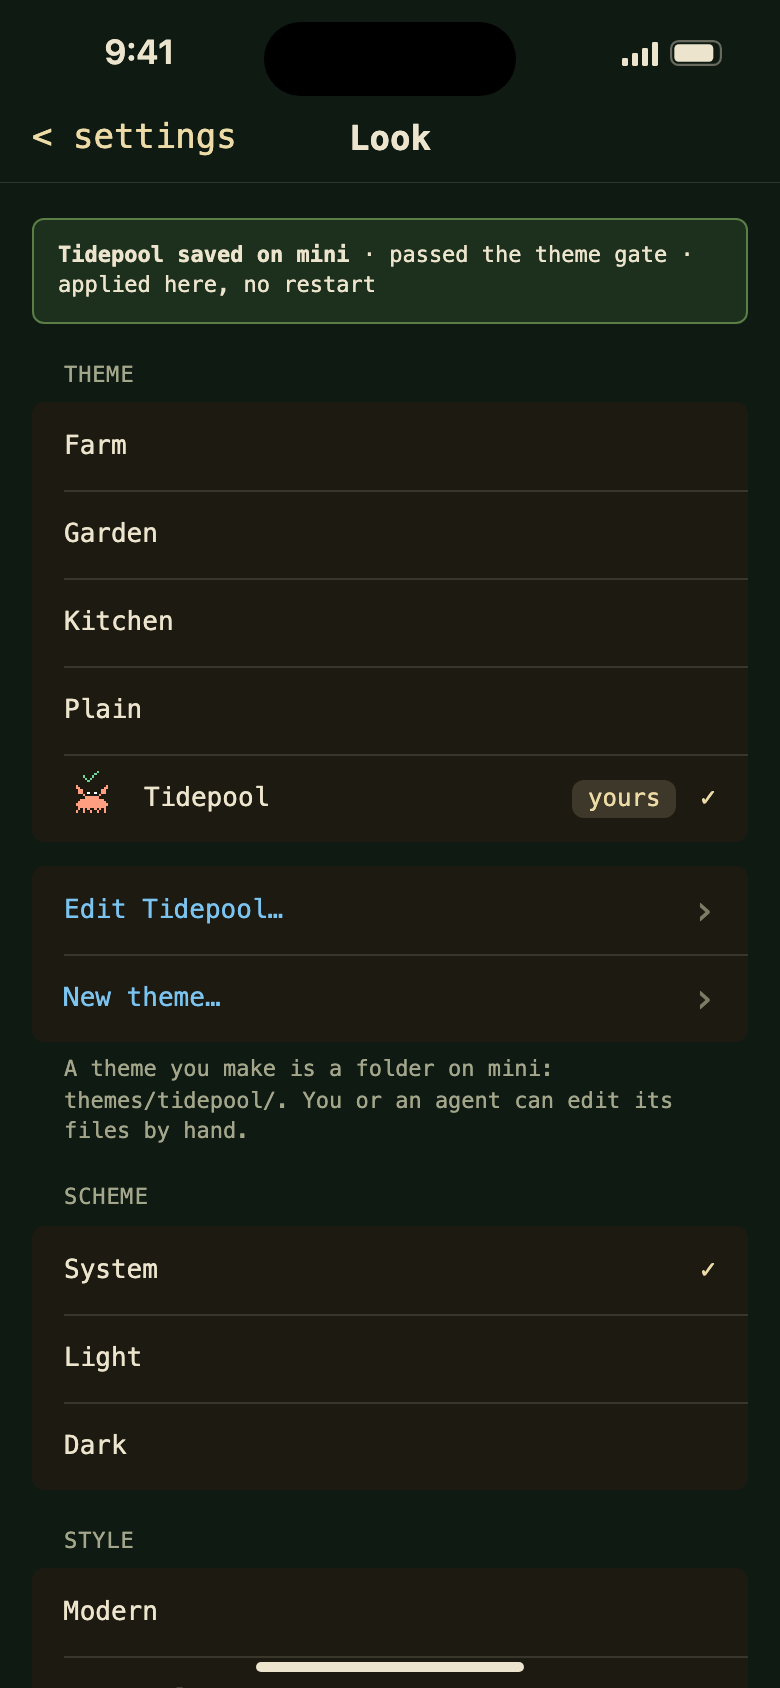 9:41
< settings
Look
Tidepool saved on mini · passed the theme gate ·
applied here, no restart
THEME
Farm
Garden
Kitchen
Plain
Tidepool yours ✓
Edit Tidepool… ›
New theme… ›
A theme you make is a folder on mini:
themes/tidepool/. You or an agent can edit its
files by hand.
SCHEME
System ✓
Light
Dark
STYLE
Modern